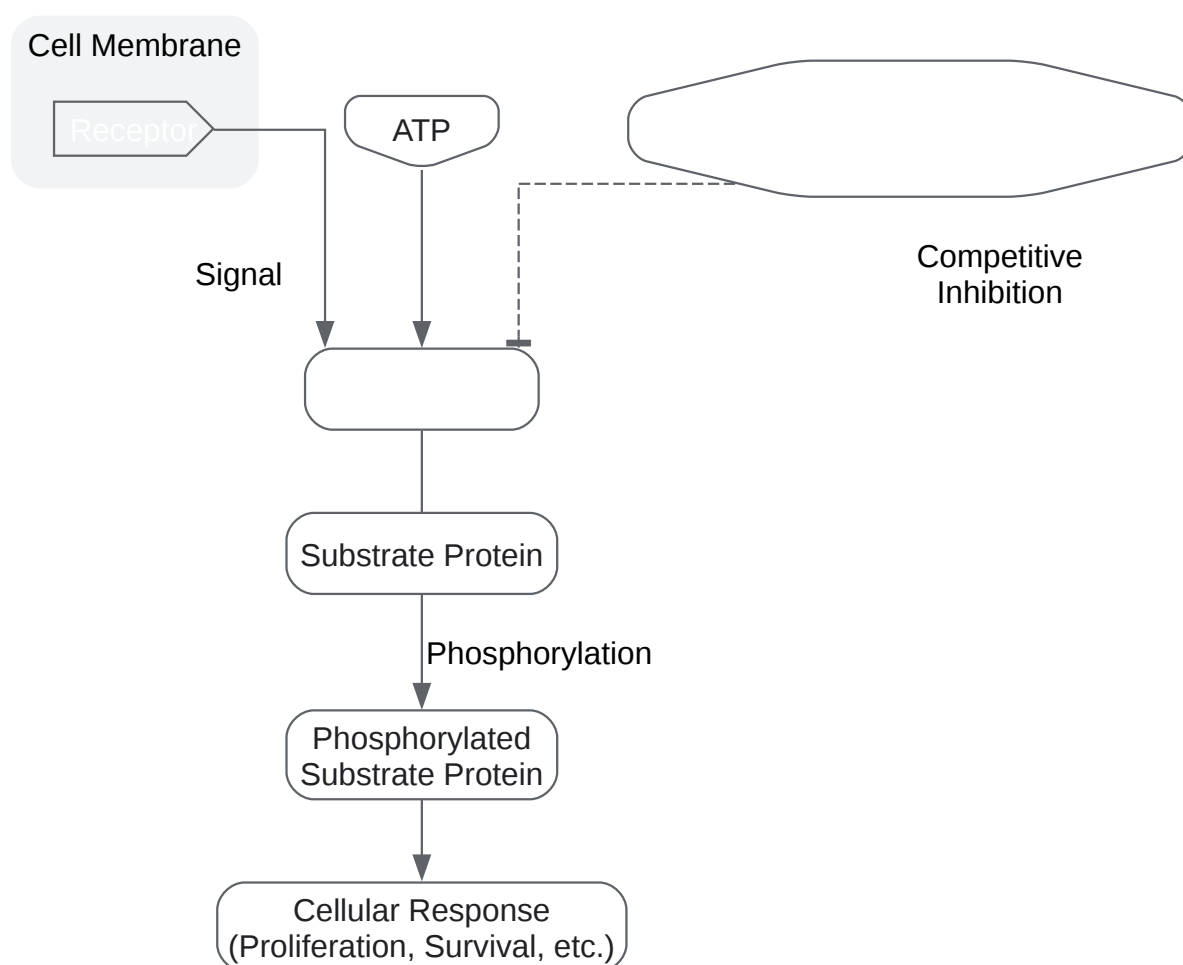 Cell Membrane
Receptor
ATP
Signal
Competitive
Inhibition
Substrate Protein
Phosphorylation
Phosphorylated
Substrate Protein
Cellular Response
(Proliferation, Survival, etc.)